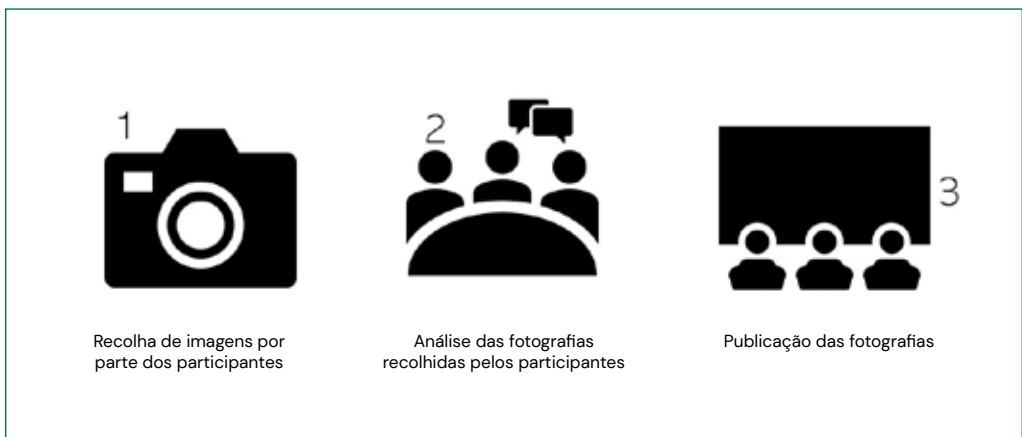 1
Recolha de imagens por
parte dos participantes
2
Análise das fotografias
recolhidas pelos participantes
3
Publicação das fotografias